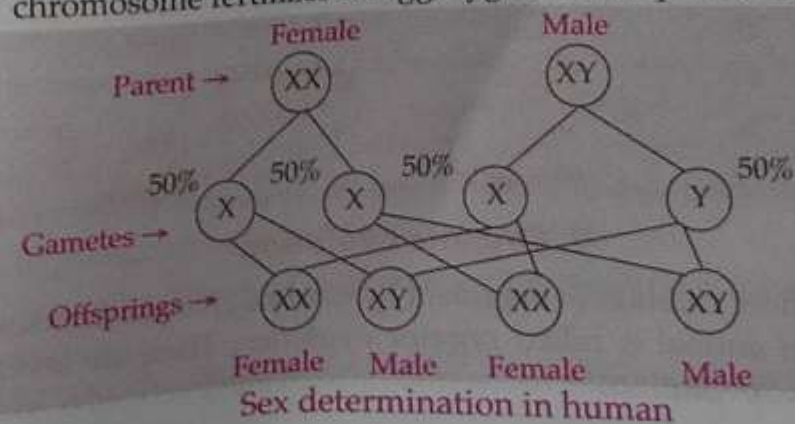 chromosome
Female Male
Parent → XX XY
50% 50% 50% 50%
X X X Y
Gametes →
Offsprings → XX XY XX XY
Female Male Female Male
Sex determination in human